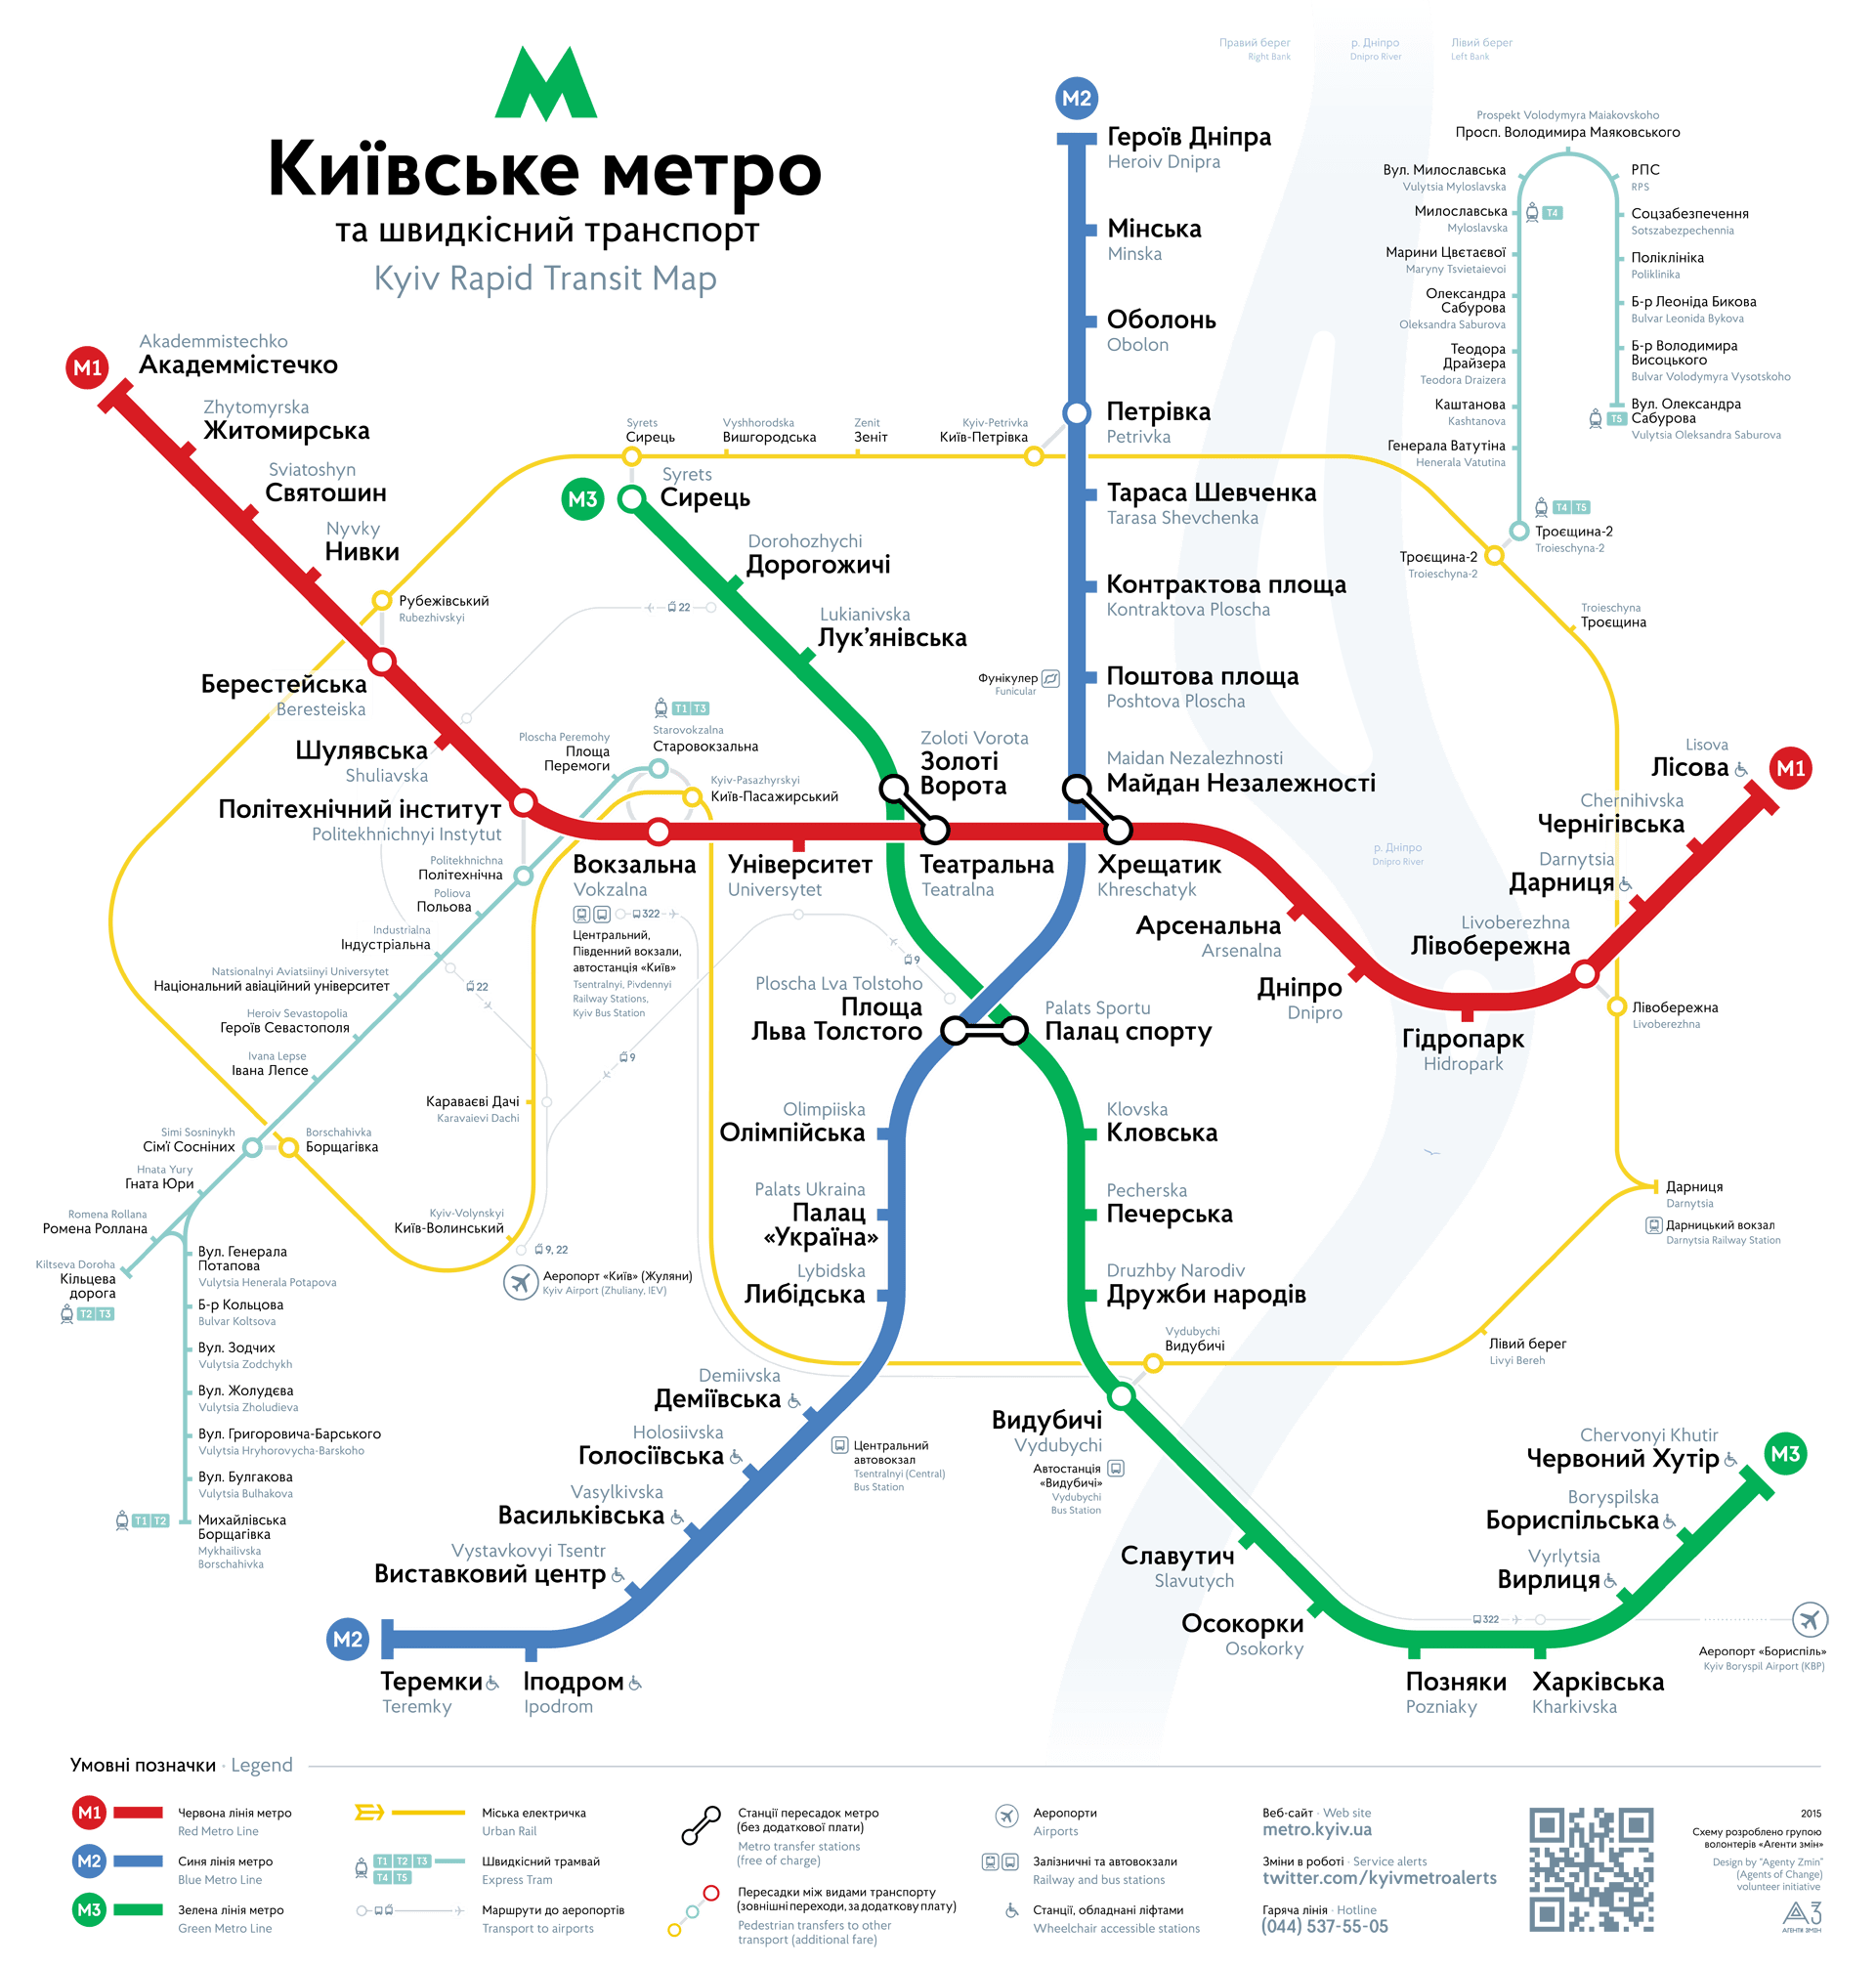 Київське метро
та швидкісний транспорт
Kyiv Rapid Transit Map
Правий берег
Right Bank
р. Дніпро
Dnipro River
Лівий берег
Left Bank
M1
Akademmistechko
Академмістечко
Zhytomyrska
Житомирська
Sviatoshyn
Святошин
Nyvky
Нивки
Рубежівський
Rubezhivskyi
Берестейська
Beresteiska
Шулявська
Shuliavska
Політехнічний інститут
Politekhnichnyi Instytut
Вокзальна
Vokzalna
322
Центральний,
Південний вокзали,
автостанція «Київ»
Tsentralnyi, Pivdennyi
Railway Stations,
Kyiv Bus Station
Університет
Universytet
Театральна
Teatralna
Хрещатик
Khreschatyk
Арсенальна
Arsenalna
Дніпро
Dnipro
Гідропарк
Hidropark
р. Дніпро
Dnipro River
Livoberezhna
Лівобережна
Darnytsia
Дарниця
Chernihivska
Чернігівська
Lisova
Лісова
M1
M2
Героїв Дніпра
Heroiv Dnipra
Мінська
Minska
Оболонь
Obolon
Петрівка
Petrivka
Тараса Шевченка
Tarasa Shevchenka
Контрактова площа
Kontraktova Ploscha
Фунікулер
Funicular
Поштова площа
Poshtova Ploscha
Maidan Nezalezhnosti
Майдан Незалежності
Ploscha Lva Tolstoho
Площа
Льва Толстого
Olimpiiska
Олімпійська
Palats Ukraina
Палац
«Україна»
Lybidska
Либідська
Demiivska
Деміївська
Центральний
автовокзал
Tsentralnyi (Central)
Bus Station
Holosiivska
Голосіївська
Vasylkivska
Васильківська
Vystavkovyi Tsentr
Виставковий центр
M2
Теремки
Teremky
Іподром
Ipodrom
M3
Syrets
Сирець
Dorohozhychi
Дорогожичі
Lukianivska
Лук’янівська
Zoloti Vorota
Золоті
Ворота
Palats Sportu
Палац спорту
Klovska
Кловська
Pecherska
Печерська
Druzhby Narodiv
Дружби народів
Видубичі
Vydubychi
Автостанція
«Видубичі»
Vydubychi
Bus Station
Славутич
Slavutych
Осокорки
Osokorky
Позняки
Pozniaky
Харківська
Kharkivska
Vyrlytsia
Вирлиця
Boryspilska
Бориспільська
Chervonyi Khutir
Червоний Хутір
M3
322
Аеропорт «Бориспіль»
Kyiv Boryspil Airport (KBP)
Syrets
Сирець
Vyshhorodska
Вишгородська
Zenit
Зеніт
Kyiv-Petrivka
Київ-Петрівка
Троєщина-2
Troieschyna-2
Troieschyna
Троєщина
Лівобережна
Livoberezhna
Дарниця
Darnytsia
Дарницький вокзал
Darnytsia Railway Station
Лівий берег
Livyi Bereh
Vydubychi
Видубичі
Kyiv-Pasazhyrskyi
Київ-Пасажирський
Караваєві Дачі
Karavaievi Dachi
Kyiv-Volynskyi
Київ-Волинський
Borschahivka
Борщагівка
22
22
9
9
9, 22
Аеропорт «Київ» (Жуляни)
Kyiv Airport (Zhuliany, IEV)
T1 T3
Starovokzalna
Старовокзальна
Ploscha Peremohy
Площа
Перемоги
Politekhnichna
Політехнічна
Poliova
Польова
Industrialna
Індустріальна
Natsionalnyi Aviatsiinyi Universytet
Національний авіаційний університет
Heroiv Sevastopolia
Героїв Севастополя
Ivana Lepse
Івана Лепсе
Simi Sosninykh
Сім’ї Сосніних
Hnata Yury
Гната Юри
Romena Rollana
Ромена Роллана
Kiltseva Doroha
Кільцева
дорога
T2 T3
Вул. Генерала
Потапова
Vulytsia Henerala Potapova
Б-р Кольцова
Bulvar Koltsova
Вул. Зодчих
Vulytsia Zodchykh
Вул. Жолудєва
Vulytsia Zholudieva
Вул. Григоровича-Барського
Vulytsia Hryhorovycha-Barskoho
Вул. Булгакова
Vulytsia Bulhakova
T1 T2
Михайлівська
Борщагівка
Mykhailivska
Borschahivka
Prospekt Volodymyra Maiakovskoho
Просп. Володимира Маяковського
Вул. Милославська
Vulytsia Myloslavska
Милославська
Myloslavska
T4
Марини Цвєтаєвої
Maryny Tsvietaievoi
Олександра
Сабурова
Oleksandra Saburova
Теодора
Драйзера
Teodora Draizera
Каштанова
Kashtanova
Генерала Ватутіна
Henerala Vatutina
T4 T5
Троєщина-2
Troieschyna-2
РПС
RPS
Соцзабезпечення
Sotszabezpechennia
Поліклініка
Poliklinika
Б-р Леоніда Бикова
Bulvar Leonida Bykova
Б-р Володимира
Висоцького
Bulvar Volodymyra Vysotskoho
T5
Вул. Олександра
Сабурова
Vulytsia Oleksandra Saburova
Умовні позначки · Legend
M1
Червона лінія метро
Red Metro Line
M2
Синя лінія метро
Blue Metro Line
M3
Зелена лінія метро
Green Metro Line
Міська електричка
Urban Rail
T1 T2 T3
T4 T5
Швидкісний трамвай
Express Tram
Маршрути до аеропортів
Transport to airports
Станції пересадок метро
(без додаткової плати)
Metro transfer stations
(free of charge)
Пересадки між видами транспорту
(зовнішні переходи, за додаткову плату)
Pedestrian transfers to other
transport (additional fare)
Аеропорти
Airports
Залізничні та автовокзали
Railway and bus stations
Станції, обладнані ліфтами
Wheelchair accessible stations
Веб-сайт · Web site
metro.kyiv.ua
Зміни в роботі · Service alerts
twitter.com/kyivmetroalerts
Гаряча лінія · Hotline
(044) 537-55-05
2015
Схему розроблено групою
волонтерів «Агенти змін»
Design by "Agenty Zmin"
(Agents of Change)
volunteer initiative
АГЕНТИ ЗМІН